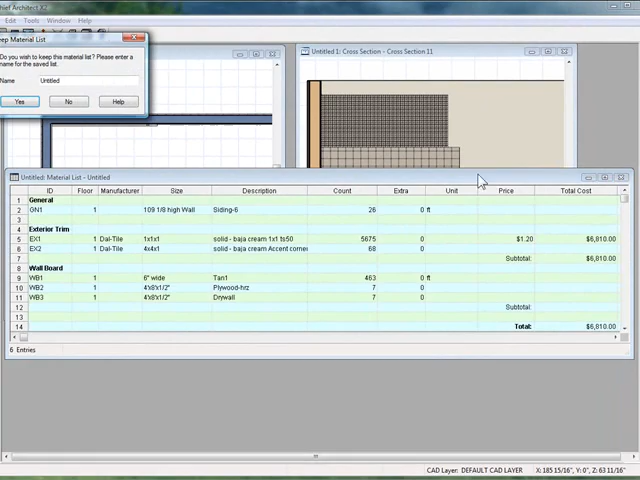 hief Architect X2
Edit Tools Window Help
eep Material List
Do you wish to keep this material list? Please enter a
name for the saved list.
Name Untitled
Yes No Help
Untitled 1: Cross Section - Cross Section 11
Untitled: Material List - Untitled
ID Floor Manufacturer Size Description Count Extra Unit Price Total Cost
1 General
2 GN1 1 109 1/8 high Wall Siding-6 26 0 ft
3
4 Exterior Trim
5 EX1 1 Dal-Tile 1x1x1 solid - baja cream 1x1 ts50 5675 0 $1.20 $6,810.00
6 EX2 1 Dal-Tile 4x4x1 solid - baja cream Accent corner 68 0
7 Subtotal: $6,810.00
8 Wall Board
9 WB1 1 6" wide Tan1 463 0 ft
10 WB2 1 4'x8'x1/2" Plywood-hrz 7 0
11 WB3 1 4'x8'x1/2" Drywall 7 0
12 Subtotal:
13
14 Total: $6,810.00
6 Entries
CAD Layer: DEFAULT CAD LAYER X: 185 15/16", Y: 0", Z: 63 11/16"